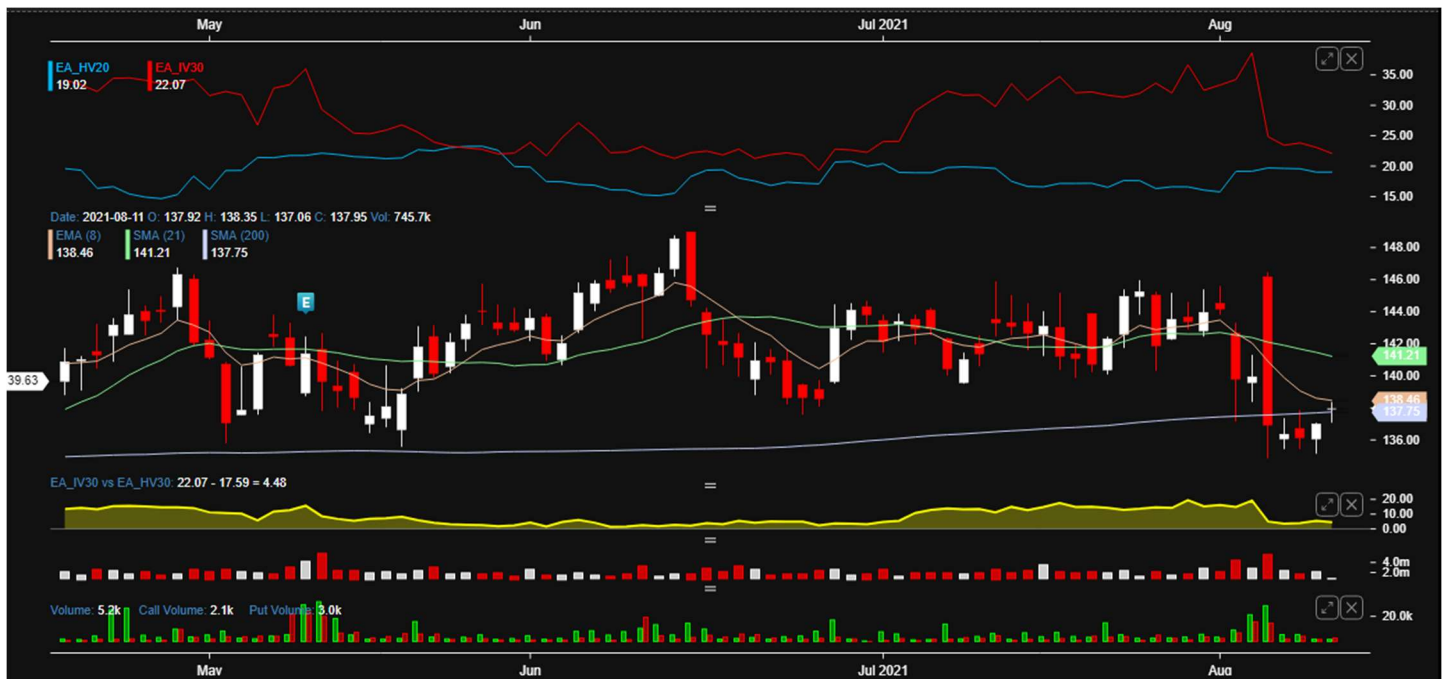 May Jun Jul 2021 Aug
EA_HV20 EA_IV30
19.02 22.07
35.00
30.00
25.00
20.00
15.00
Date: 2021-08-11 O: 137.92 H: 138.35 L: 137.06 C: 137.95 Vol: 745.7k
EMA (8) SMA (21) SMA (200)
138.46 141.21 137.75
148.00
146.00
E
144.00
142.00
141.21
140.00
39.63
138.46
137.75
136.00
EA_IV30 vs EA_HV30: 22.07 - 17.59 = 4.48
20.00
10.00
0.00
4.0m
2.0m
Volume: 5.2k Call Volume: 2.1k Put Volume: 3.0k
20.0k
May Jun Jul 2021 Aug